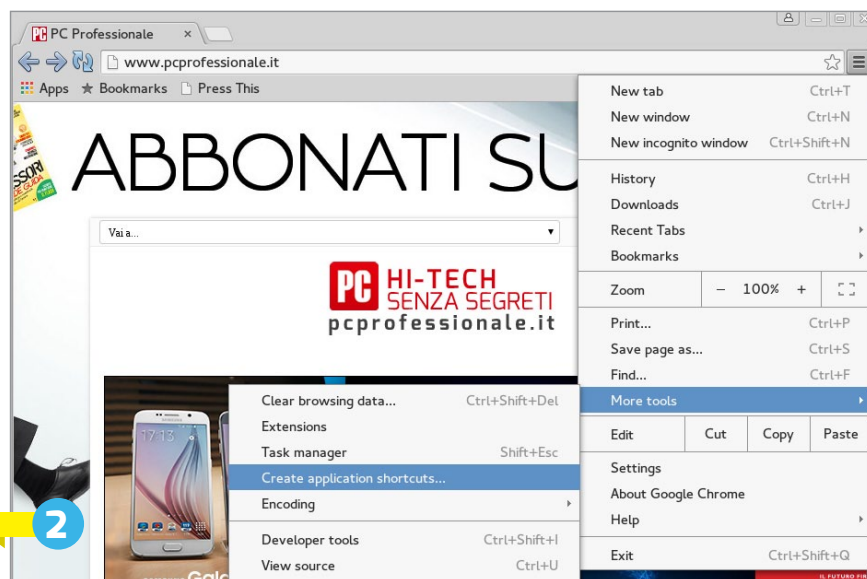 PC Professionale
www.pcprofessionale.it
Apps Bookmarks Press This
ABBONATI SU
Vai a...
PC HI-TECH
SENZA SEGRETI
pcprofessionale.it
17/13
New tab Ctrl+T
New window Ctrl+N
New incognito window Ctrl+Shift+N
History Ctrl+H
Downloads Ctrl+J
Recent Tabs
Bookmarks
Zoom − 100% +
Print... Ctrl+P
Save page as... Ctrl+S
Find... Ctrl+F
More tools
Edit Cut Copy Paste
Settings
About Google Chrome
Help
Exit Ctrl+Shift+Q
Clear browsing data... Ctrl+Shift+Del
Extensions
Task manager Shift+Esc
Create application shortcuts...
Encoding
Developer tools Ctrl+Shift+I
View source Ctrl+U
2
IL FUTURO